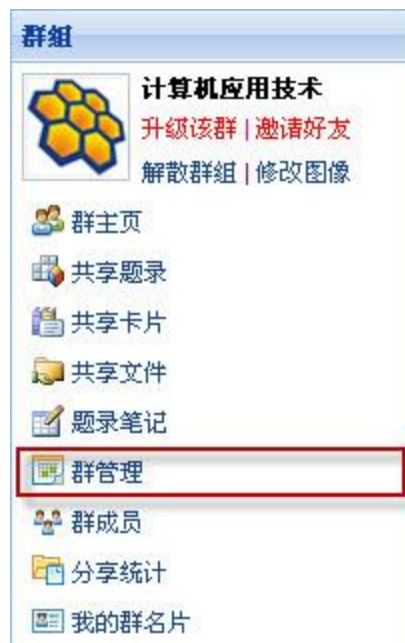 群组
计算机应用技术
升级该群 | 邀请好友
解散群组 | 修改图像
群主页
共享题录
共享卡片
共享文件
题录笔记
群管理
群成员
分享统计
我的群名片